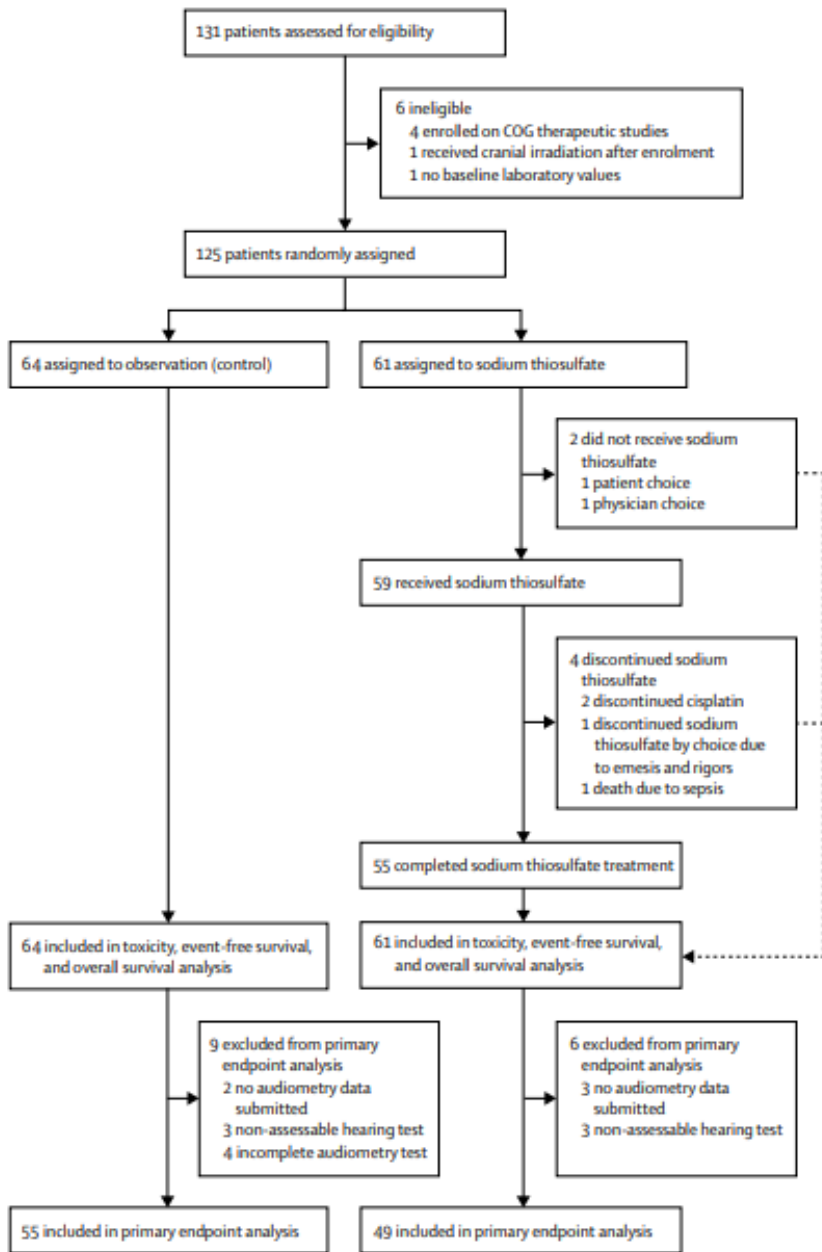 131 patients assessed for eligibility
6 ineligible
4 enrolled on COG therapeutic studies
1 received cranial irradiation after enrolment
1 no baseline laboratory values
125 patients randomly assigned
64 assigned to observation (control)
61 assigned to sodium thiosulfate
2 did not receive sodium
thiosulfate
1 patient choice
1 physician choice
59 received sodium thiosulfate
4 discontinued sodium
thiosulfate
2 discontinued cisplatin
1 discontinued sodium
thiosulfate by choice due
to emesis and rigors
1 death due to sepsis
55 completed sodium thiosulfate treatment
64 included in toxicity, event-free survival,
and overall survival analysis
61 included in toxicity, event-free survival,
and overall survival analysis
9 excluded from primary
endpoint analysis
2 no audiometry data
submitted
3 non-assessable hearing test
4 incomplete audiometry test
6 excluded from primary
endpoint analysis
3 no audiometry data
submitted
3 non-assessable hearing test
55 included in primary endpoint analysis
49 included in primary endpoint analysis